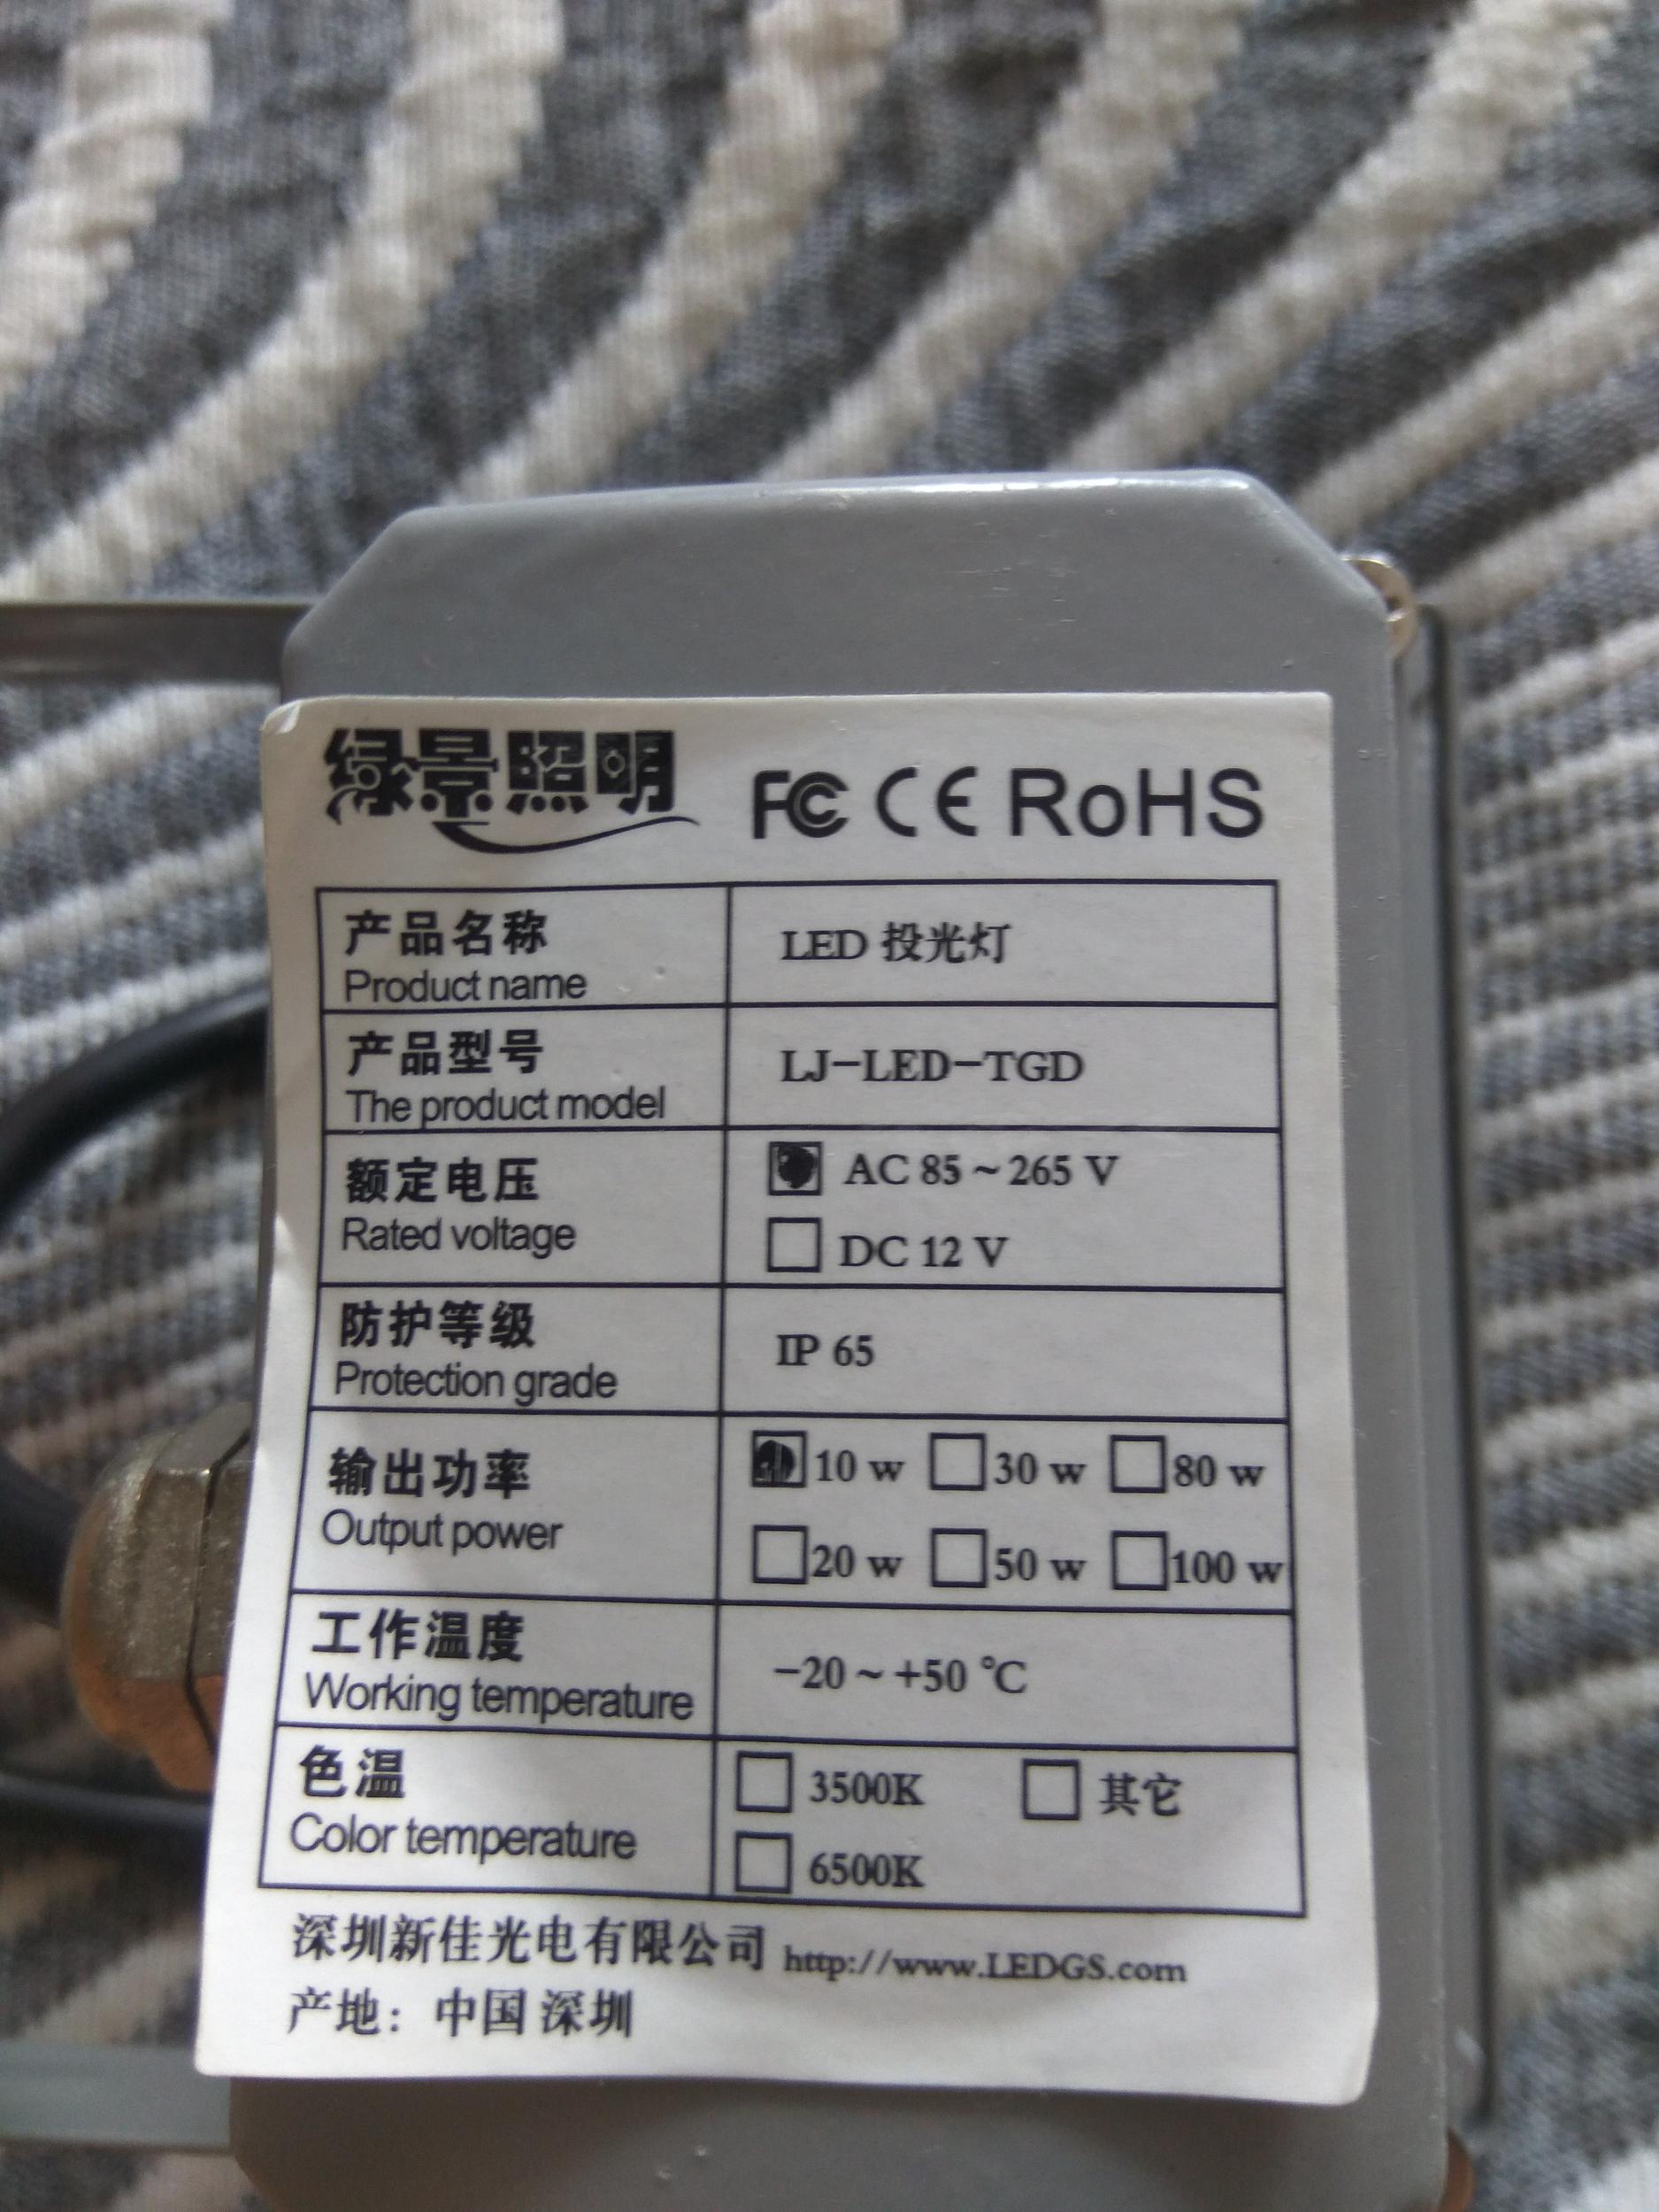 绿景照明 FC CE RoHS
产品名称 LED 投光灯
Product name
产品型号 LJ-LED-TGD
The product model
额定电压 AC 85～265 V
Rated voltage DC 12 V
防护等级 IP 65
Protection grade
输出功率 10 w 30 w 80 w
Output power 20 w 50 w 100 w
工作温度 -20～+50 ℃
Working temperature
色温 3500K 其它
Color temperature 6500K
深圳新佳光电有限公司 http://www.LEDGS.com
产地：中国 深圳